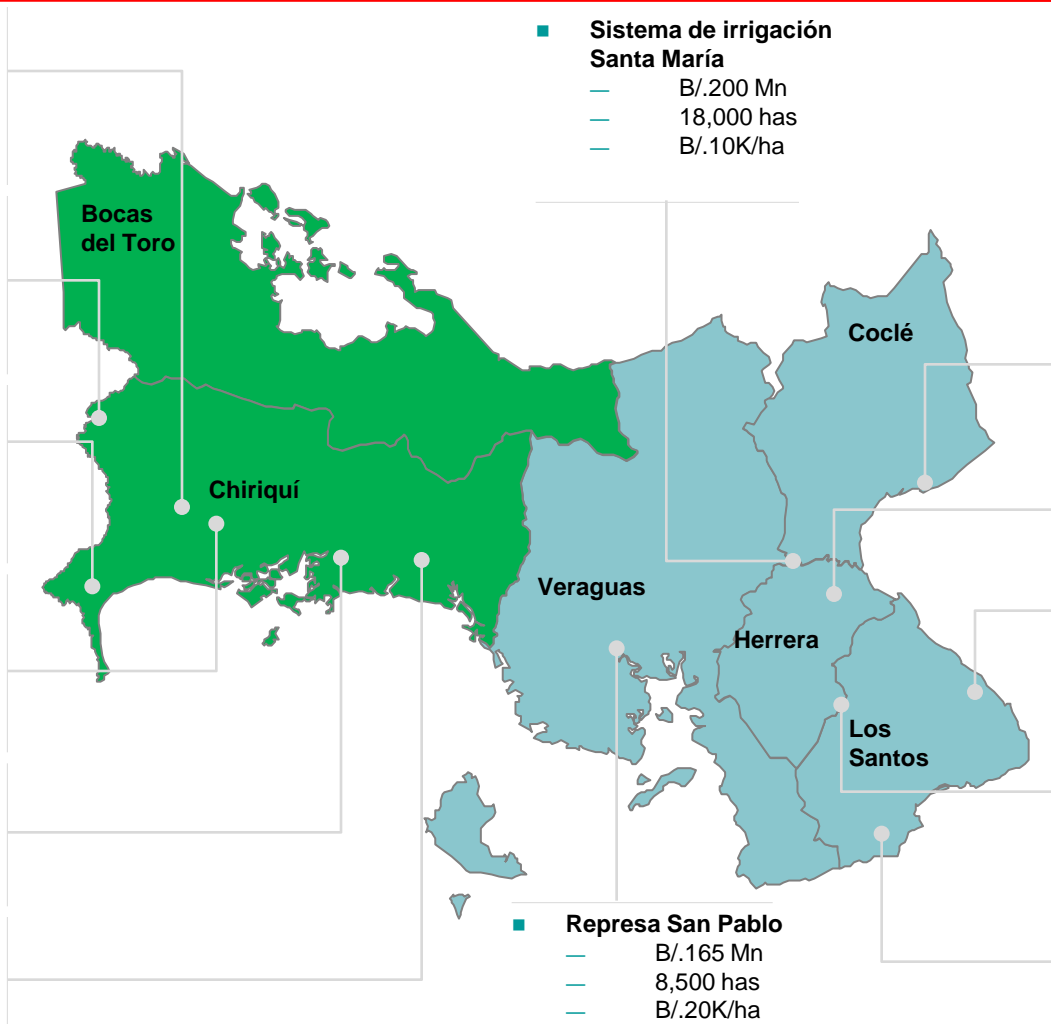 Sistema de irrigación
Santa María
— B/.200 Mn
— 18,000 has
— B/.10K/ha
Bocas
del Toro
Coclé
Chiriquí
Veraguas
Herrera
Los
Santos
Represa San Pablo
— B/.165 Mn
— 8,500 has
— B/.20K/ha